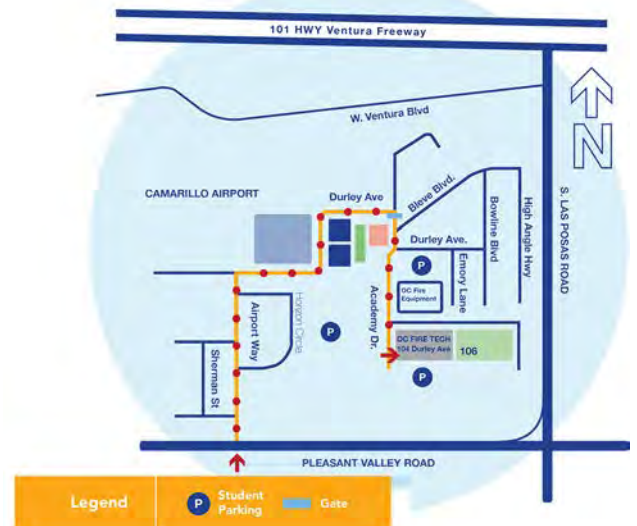 101 HWY Ventura Freeway
W. Ventura Blvd
N
CAMARILLO AIRPORT
Durley Ave
Bleve Blvd.
Durley Ave.
Bowline Blvd
High Angle Hwy
S. LAS POSAS ROAD
P
OC Fire
Equipment
Emory Lane
Academy Dr.
Horizon Circle
Airport Way
P
Sherman St
OC FIRE TECH
104 Durley Ave
106
P
PLEASANT VALLEY ROAD
Legend
P
Student
Parking
Gate